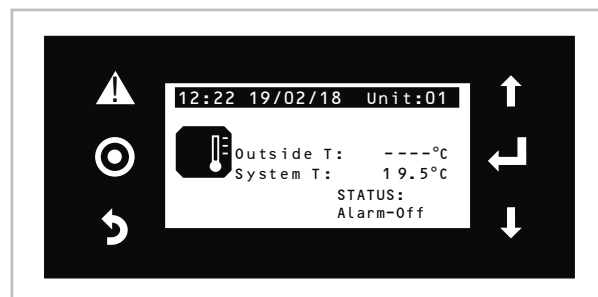 12:22 19/02/18 Unit:01
Outside T: ----°C
System T: 19.5°C
STATUS:
Alarm-Off